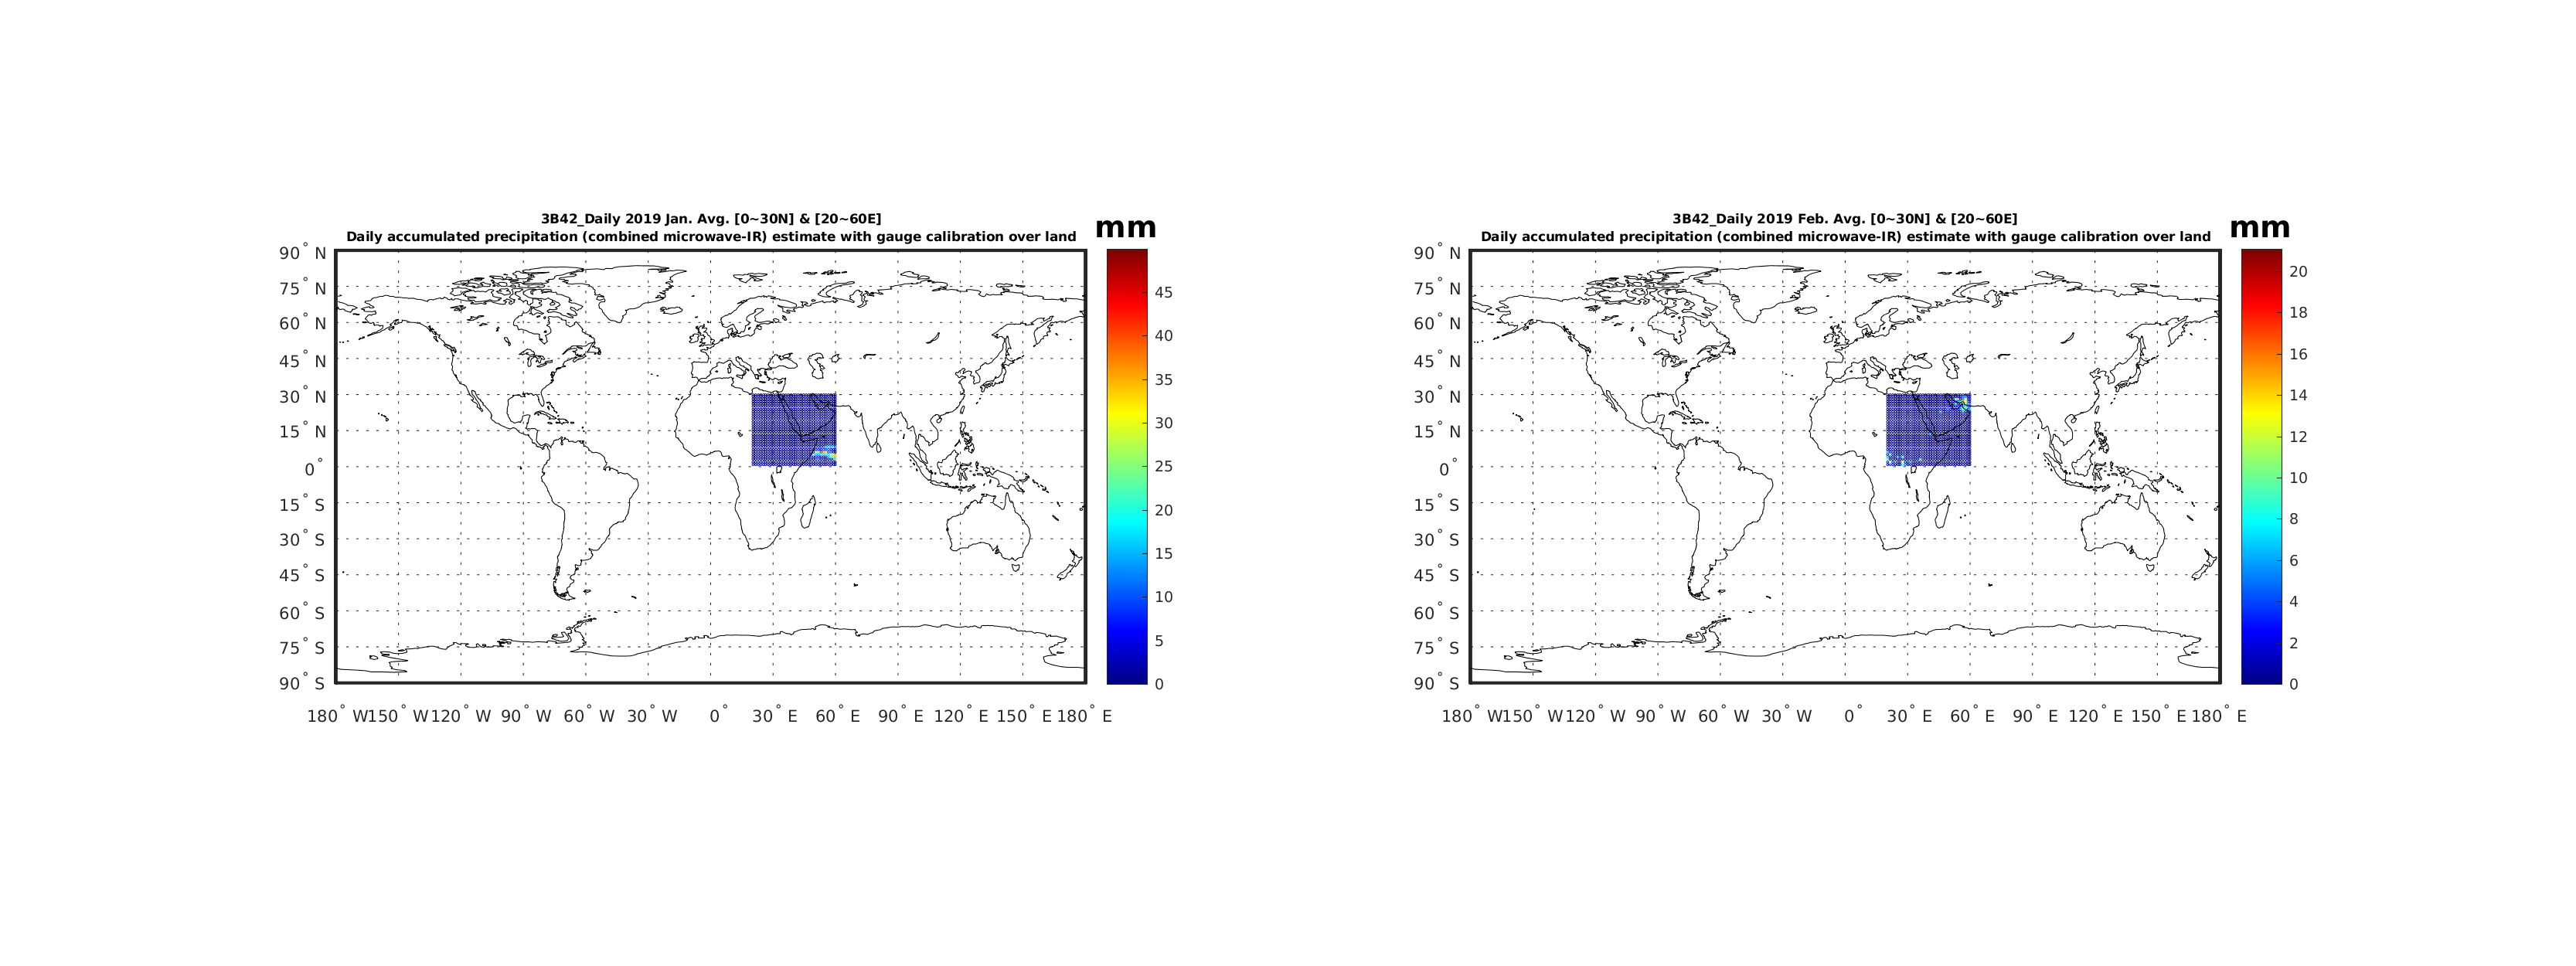 3B42_Daily 2019 Jan. Avg. [0~30N] & [20~60E]
Daily accumulated precipitation (combined microwave-IR) estimate with gauge calibration over land
mm
90° N
75° N
60° N
45° N
30° N
15° N
0°
15° S
30° S
45° S
60° S
75° S
90° S
180° W 150° W 120° W 90° W 60° W 30° W 0° 30° E 60° E 90° E 120° E 150° E 180° E
45
40
35
30
25
20
15
10
5
0
3B42_Daily 2019 Feb. Avg. [0~30N] & [20~60E]
Daily accumulated precipitation (combined microwave-IR) estimate with gauge calibration over land
mm
90° N
75° N
60° N
45° N
30° N
15° N
0°
15° S
30° S
45° S
60° S
75° S
90° S
180° W 150° W 120° W 90° W 60° W 30° W 0° 30° E 60° E 90° E 120° E 150° E 180° E
20
18
16
14
12
10
8
6
4
2
0